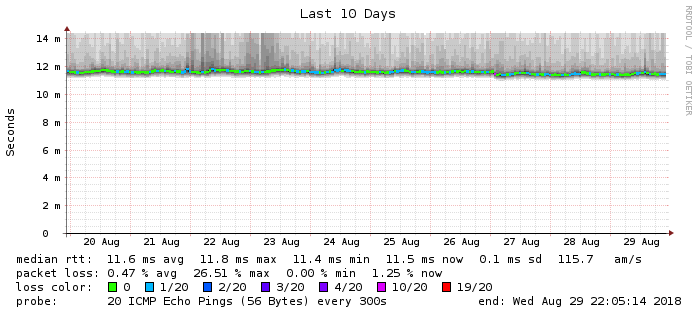 Last 10 Days
RRDTOOL / TOBI OETIKER
Seconds
14 m
12 m
10 m
8 m
6 m
4 m
2 m
0
20 Aug 21 Aug 22 Aug 23 Aug 24 Aug 25 Aug 26 Aug 27 Aug 28 Aug 29 Aug
median rtt: 11.6 ms avg 11.8 ms max 11.4 ms min 11.5 ms now 0.1 ms sd 115.7 am/s
packet loss: 0.47 % avg 26.51 % max 0.00 % min 1.25 % now
loss color: 0 1/20 2/20 3/20 4/20 10/20 19/20
probe: 20 ICMP Echo Pings (56 Bytes) every 300s end: Wed Aug 29 22:05:14 2018